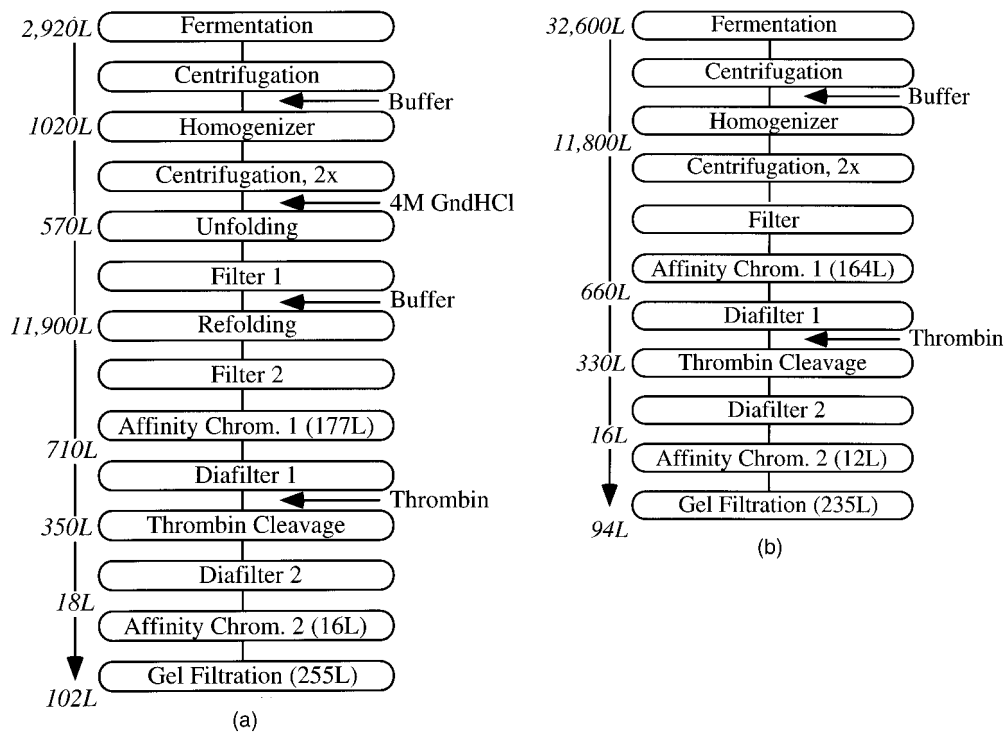 2,920L
Fermentation
Centrifugation
Buffer
1020L
Homogenizer
Centrifugation, 2x
4M GndHCl
570L
Unfolding
Filter 1
Buffer
11,900L
Refolding
Filter 2
Affinity Chrom. 1 (177L)
710L
Diafilter 1
Thrombin
350L
Thrombin Cleavage
Diafilter 2
18L
Affinity Chrom. 2 (16L)
Gel Filtration (255L)
102L
(a)
32,600L
Fermentation
Centrifugation
Buffer
Homogenizer
11,800L
Centrifugation, 2x
Filter
Affinity Chrom. 1 (164L)
660L
Diafilter 1
Thrombin
330L
Thrombin Cleavage
Diafilter 2
16L
Affinity Chrom. 2 (12L)
Gel Filtration (235L)
94L
(b)